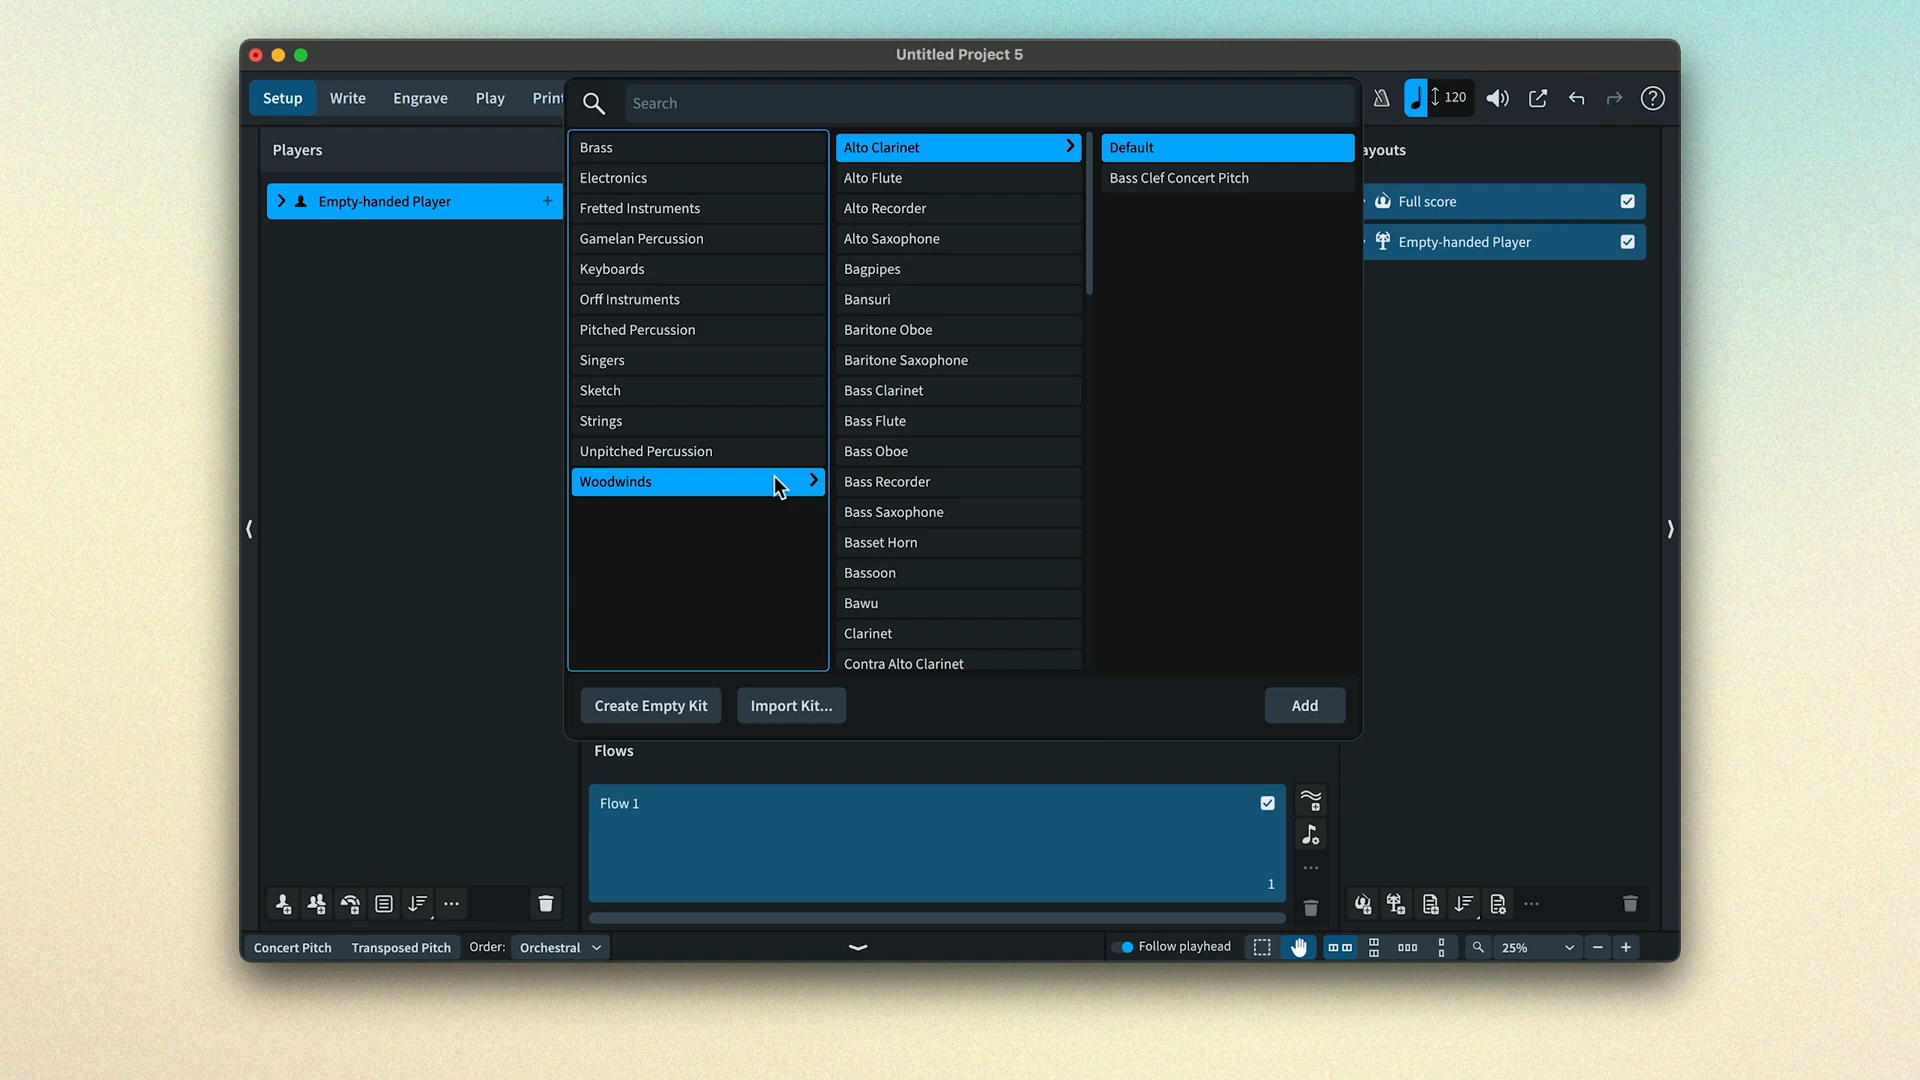 Untitled Project 5
Setup Write Engrave Play Print
Search
120
Players
Empty-handed Player
Brass
Electronics
Fretted Instruments
Gamelan Percussion
Keyboards
Orff Instruments
Pitched Percussion
Singers
Sketch
Strings
Unpitched Percussion
Woodwinds
Alto Clarinet
Alto Flute
Alto Recorder
Alto Saxophone
Bagpipes
Bansuri
Baritone Oboe
Baritone Saxophone
Bass Clarinet
Bass Flute
Bass Oboe
Bass Recorder
Bass Saxophone
Basset Horn
Bassoon
Bawu
Clarinet
Contra Alto Clarinet
Default
Bass Clef Concert Pitch
ayouts
Full score
Empty-handed Player
Create Empty Kit Import Kit... Add
Flows
Flow 1
1
Concert Pitch Transposed Pitch Order: Orchestral Follow playhead 25%